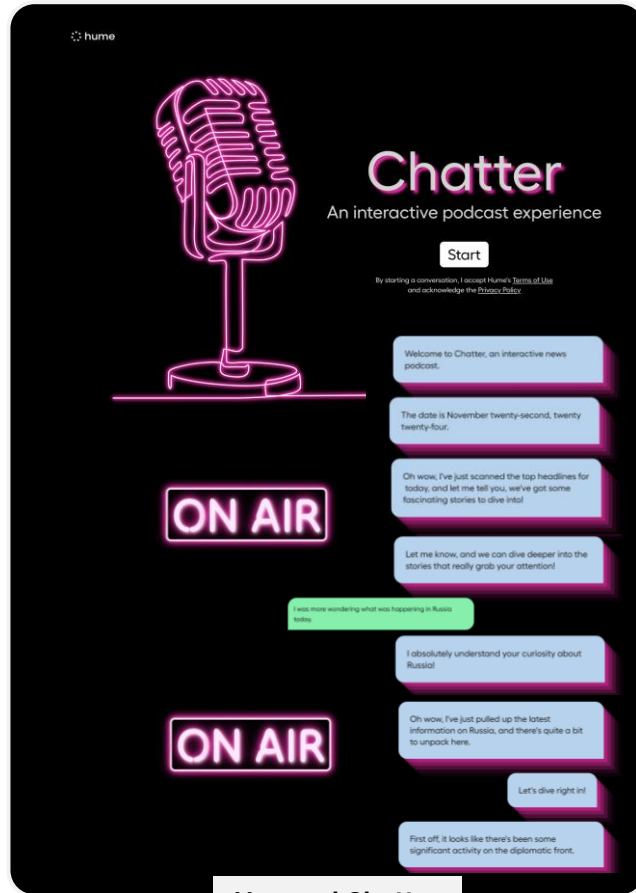 hume
Chatter
An interactive podcast experience
Start
By starting a conversation, I accept Hume's Terms of Use
and acknowledge the Privacy Policy
Welcome to Chatter, an interactive news
podcast.
The date is November twenty-second, twenty
twenty-four.
Oh wow, I've just scanned the top headlines for
today, and let me tell you, we've got some
fascinating stories to dive into!
ON AIR
Let me know, and we can dive deeper into the
stories that really grab your attention!
I was more wondering what was happening in Russia
today.
I absolutely understand your curiosity about
Russia!
Oh wow, I've just pulled up the latest
information on Russia, and there's quite a bit
to unpack here.
ON AIR
Let's dive right in!
First off, it looks like there's been some
significant activity on the diplomatic front.